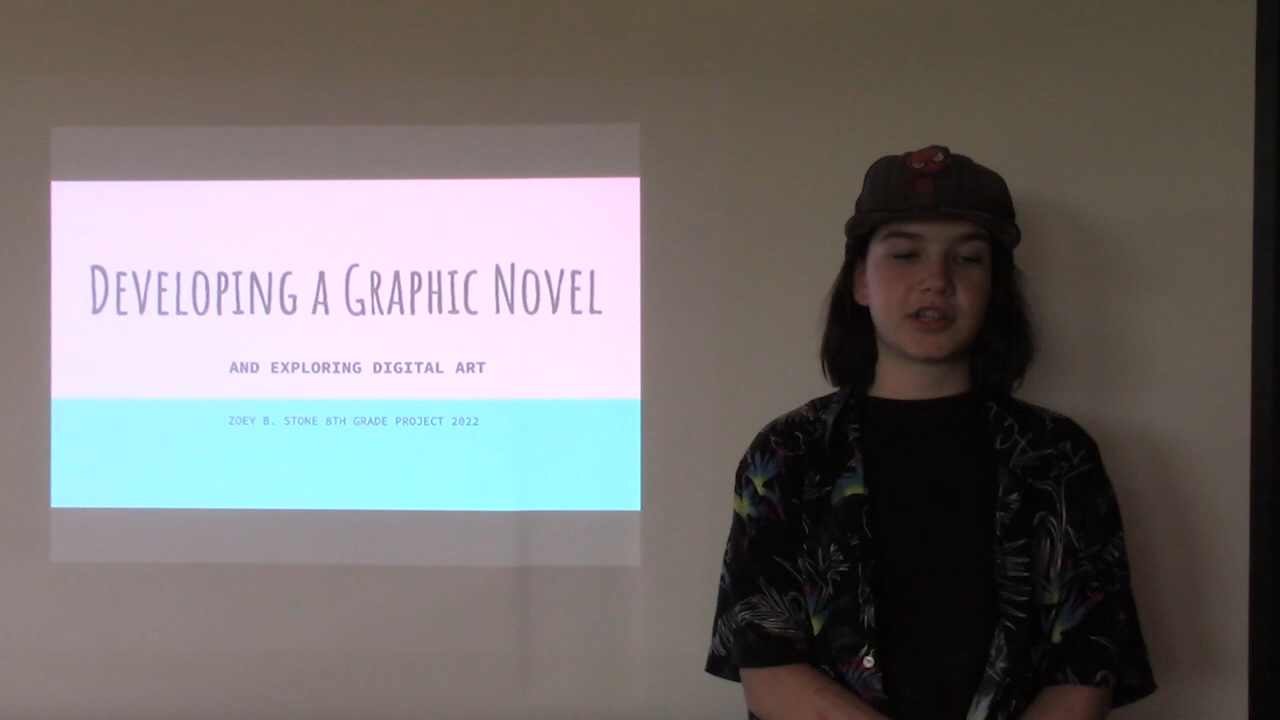 Developing a Graphic Novel
AND EXPLORING DIGITAL ART
ZOEY B. STONE 8TH GRADE PROJECT 2022